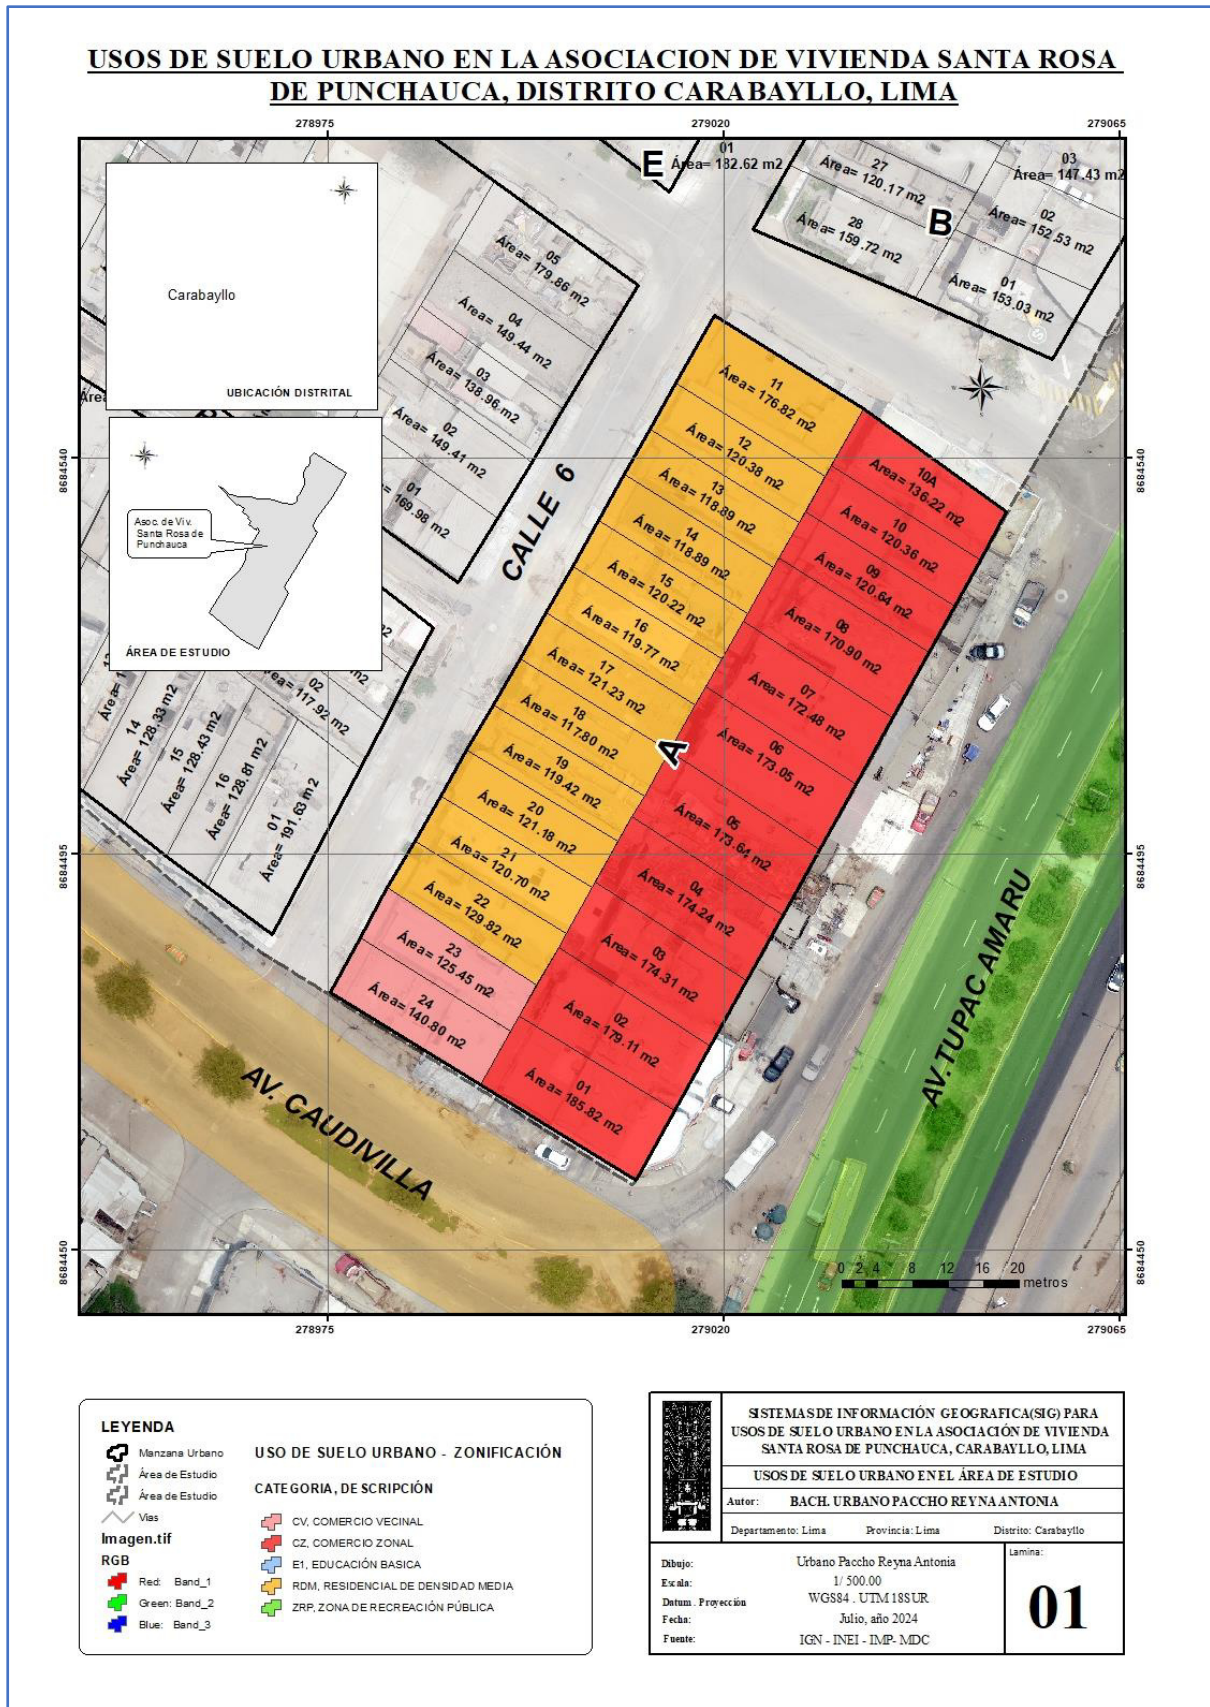 USOS DE SUELO URBANO EN LA ASOCIACION DE VIVIENDA SANTA ROSA
DE PUNCHAUCA, DISTRITO CARABAYLLO, LIMA
278975
279020
279065
8684540
8684495
8684450
8684540
8684495
8684450
278975
279020
279065
Carabayllo
UBICACIÓN DISTRITAL
Asoc. de Viv.
Santa Rosa de
Punchauca
ÁREA DE ESTUDIO
E
01
Área= 132.62 m2
27
Área= 120.17 m2
28
Área= 159.72 m2
B
03
Área= 147.43 m2
02
Área= 152.53 m2
01
Área= 153.03 m2
05
Área= 179.86 m2
04
Área= 149.44 m2
03
Área= 138.96 m2
02
Área= 149.41 m2
01
169.98 m2
CALLE 6
02
117.92 m2
14
Área= 128.33 m2
15
Área= 128.43 m2
16
Área= 128.81 m2
01
Área= 191.63 m2
11
Área= 176.82 m2
12
Área= 120.38 m2
13
Área= 118.89 m2
14
Área= 118.89 m2
15
Área= 120.22 m2
16
Área= 119.77 m2
17
Área= 121.23 m2
18
Área= 117.80 m2
19
Área= 119.42 m2
20
Área= 121.18 m2
21
Área= 120.70 m2
22
Área= 129.82 m2
23
Área= 125.45 m2
24
Área= 140.80 m2
A
10A
Área= 136.22 m2
10
Área= 120.36 m2
09
Área= 120.64 m2
08
Área= 170.90 m2
07
Área= 172.48 m2
06
Área= 173.05 m2
05
Área= 173.64 m2
04
Área= 174.24 m2
03
Área= 174.31 m2
02
Área= 179.11 m2
01
Área= 185.82 m2
AV. CAUDIVILLA
AV.TUPAC AMARU
0 2 4 8 12 16 20
metros
LEYENDA
Manzana Urbano
Área de Estudio
Área de Estudio
Vias
Imagen.tif
RGB
Red: Band_1
Green: Band_2
Blue: Band_3
USO DE SUELO URBANO - ZONIFICACIÓN
CATEGORIA, DESCRIPCIÓN
CV, COMERCIO VECINAL
CZ, COMERCIO ZONAL
E1, EDUCACIÓN BASICA
RDM, RESIDENCIAL DE DENSIDAD MEDIA
ZRP, ZONA DE RECREACIÓN PÚBLICA
SISTEMAS DE INFORMACIÓN GEOGRAFICA(SIG) PARA
USOS DE SUELO URBANO EN LA ASOCIACIÓN DE VIVIENDA
SANTA ROSA DE PUNCHAUCA, CARABAYLLO, LIMA
USOS DE SUELO URBANO EN EL ÁREA DE ESTUDIO
Autor: BACH. URBANO PACCHO REYNA ANTONIA
Departamento: Lima Provincia: Lima Distrito: Carabayllo
Dibujo: Urbano Paccho Reyna Antonia
Escala: 1/ 500.00
Datum . Proyección WGS84 . UTM 18SUR
Fecha: Julio, año 2024
Fuente: IGN - INEI - IMP- MDC
Lamina:
01